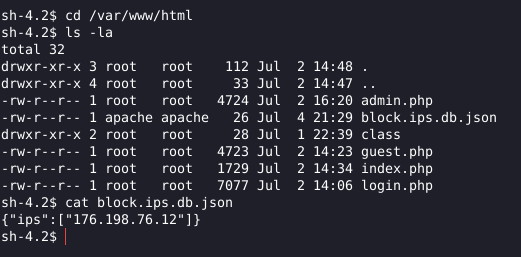 sh-4.2$ cd /var/www/html
sh-4.2$ ls -la
total 32
drwxr-xr-x 3 root   root    112 Jul  2 14:48 .
drwxr-xr-x 4 root   root     33 Jul  2 14:47 ..
-rw-r--r-- 1 root   root   4724 Jul  2 16:20 admin.php
-rw-r--r-- 1 apache apache   26 Jul  4 21:29 block.ips.db.json
drwxr-xr-x 2 root   root     28 Jul  1 22:39 class
-rw-r--r-- 1 root   root   4723 Jul  2 14:23 guest.php
-rw-r--r-- 1 root   root   1729 Jul  2 14:34 index.php
-rw-r--r-- 1 root   root   7077 Jul  2 14:06 login.php
sh-4.2$ cat block.ips.db.json
{"ips":["176.198.76.12"]}
sh-4.2$